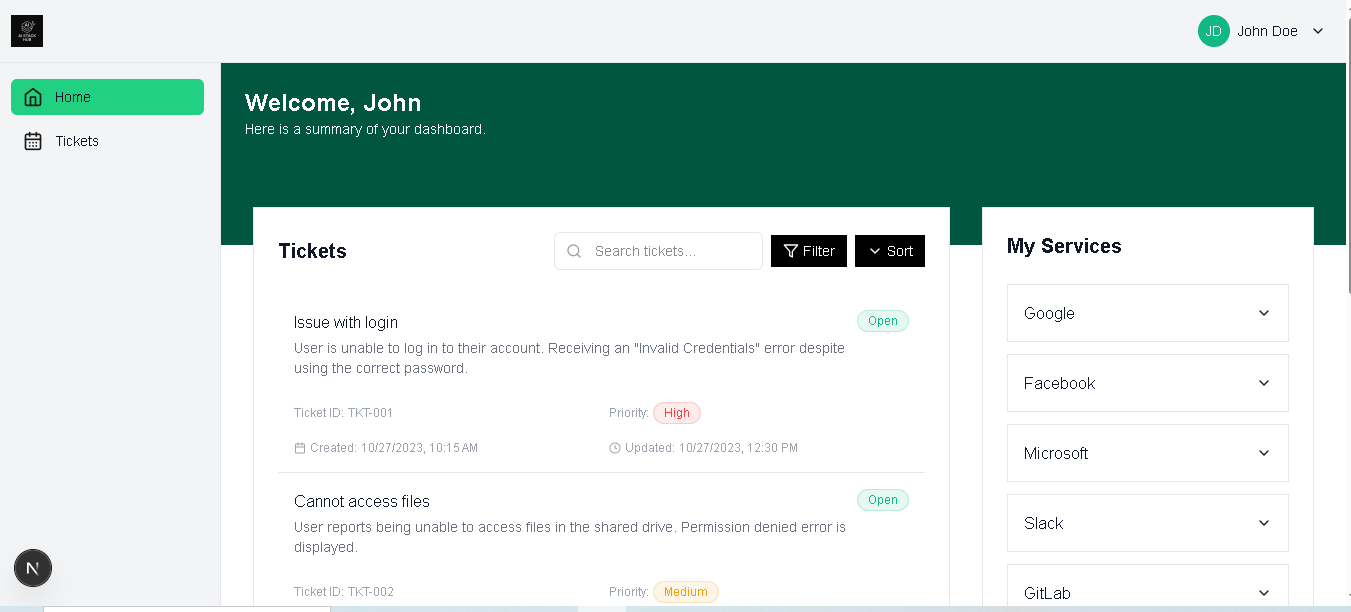 AI STACK
HUB
JD John Doe
Home
Tickets
Welcome, John
Here is a summary of your dashboard.
Tickets
Search tickets...
Filter
Sort
Issue with login
Open
User is unable to log in to their account. Receiving an "Invalid Credentials" error despite
using the correct password.
Ticket ID: TKT-001
Priority: High
Created: 10/27/2023, 10:15 AM
Updated: 10/27/2023, 12:30 PM
Cannot access files
Open
User reports being unable to access files in the shared drive. Permission denied error is
displayed.
Ticket ID: TKT-002
Priority: Medium
My Services
Google
Facebook
Microsoft
Slack
GitLab
N